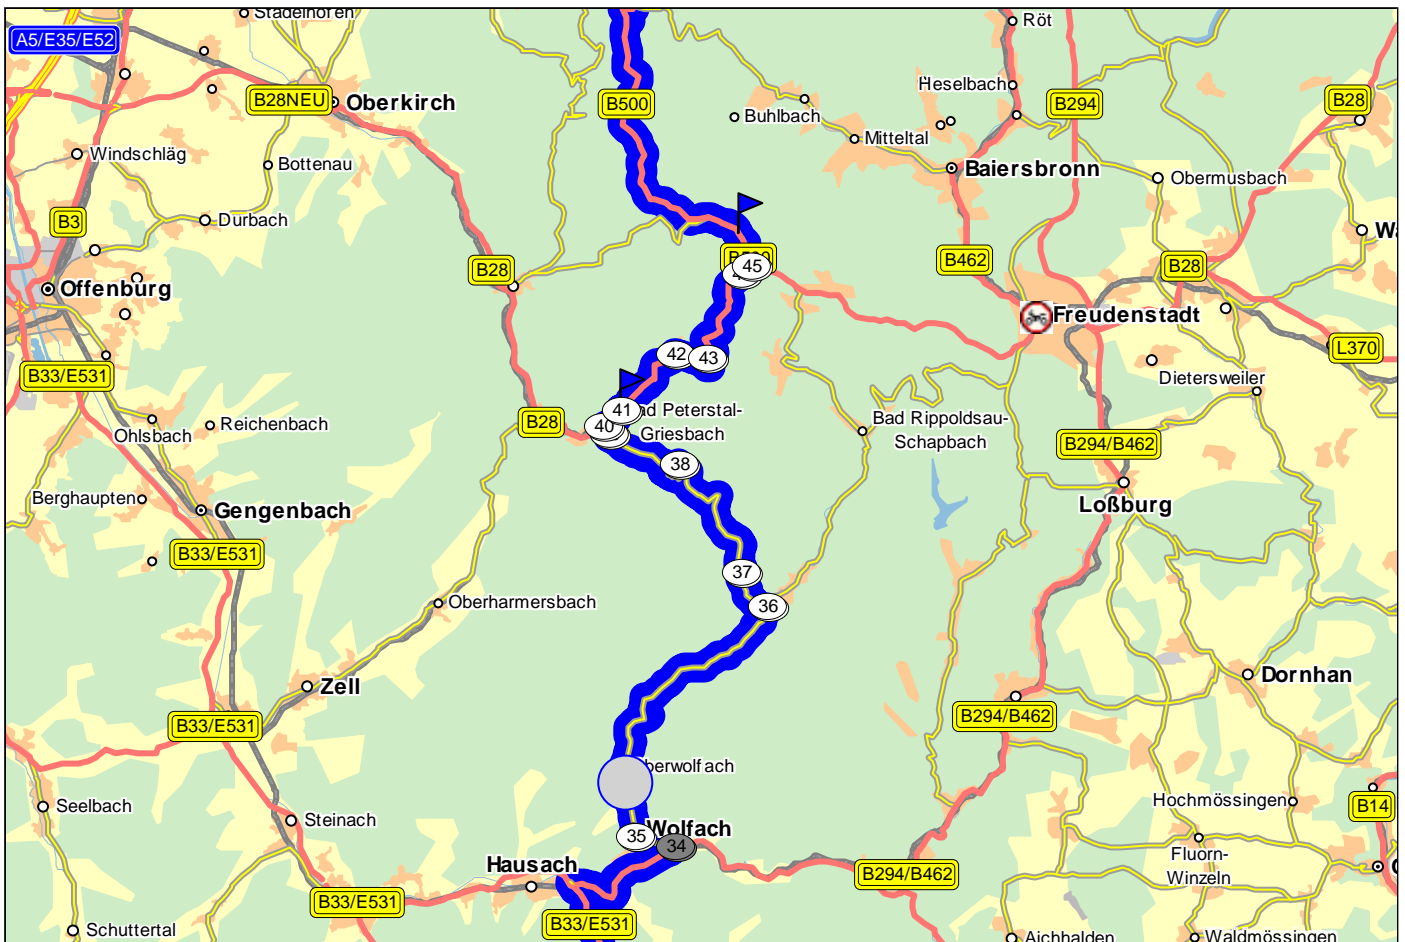 Stadelhofen
Röt
A5/E35/E52
Heselbach
B28NEU
Oberkirch
B500
B294
B28
Buhlbach
Mitteltal
Windschläg
Bottenau
Baiersbronn
Obermusbach
B3
Durbach
B28
B462
B28
45
Offenburg
Freudenstadt
B33/E531
42
43
L370
Dietersweiler
41
ad Peterstal-
Griesbach
40
B28
Bad Rippoldsau-
Schapbach
Reichenbach
Ohlsbach
B294/B462
38
Berghaupten
Gengenbach
Loßburg
B33/E531
37
36
Oberharmersbach
Zell
Dornhan
B33/E531
B294/B462
berwolfach
Seelbach
Steinach
Hochmössingen
B14
35
Wolfach
34
Hausach
Fluorn-
Winzeln
B294/B462
B33/E531
B33/E531
Schuttertal
Aichhalden
Waldmössingen